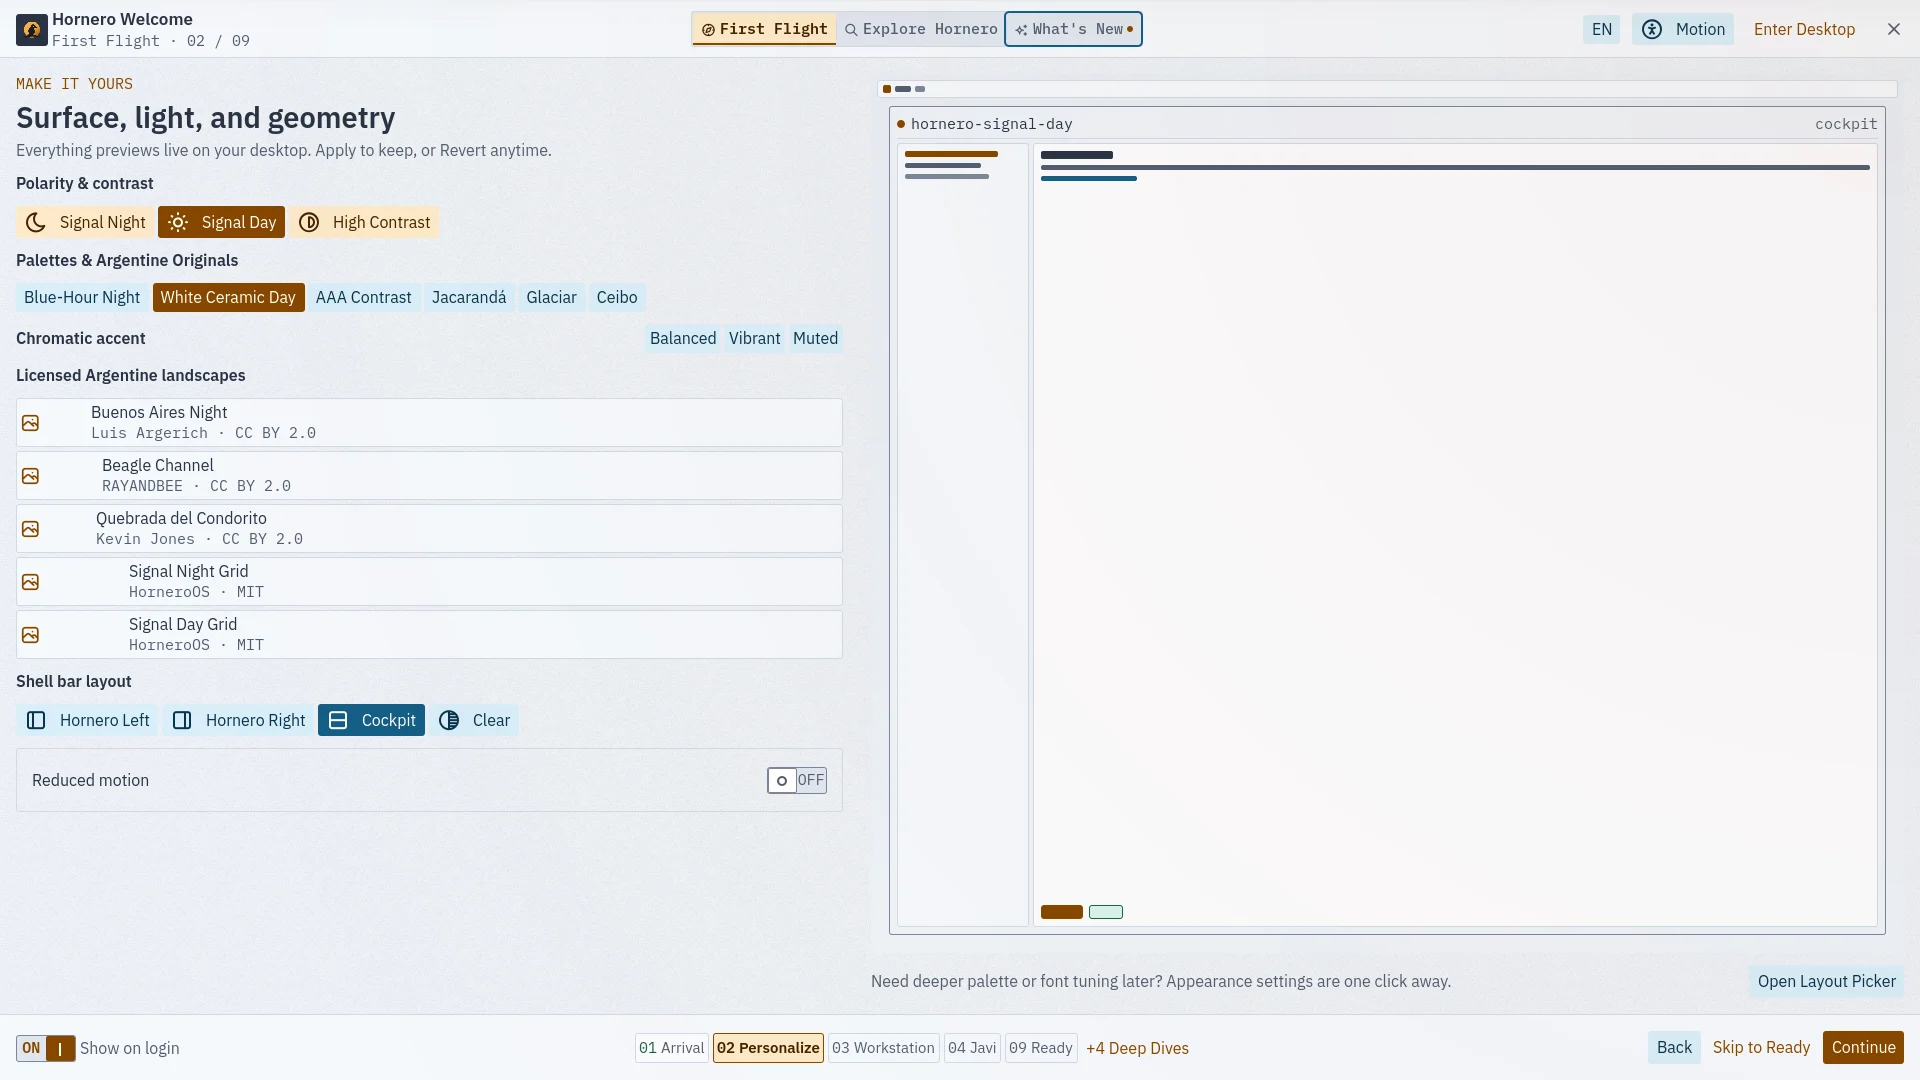 Hornero Welcome
First Flight · 02 / 09
First Flight
Explore Hornero
What's New
EN
Motion
Enter Desktop
MAKE IT YOURS
Surface, light, and geometry
Everything previews live on your desktop. Apply to keep, or Revert anytime.
Polarity & contrast
Signal Night
Signal Day
High Contrast
Palettes & Argentine Originals
Blue-Hour Night
White Ceramic Day
AAA Contrast
Jacarandá
Glaciar
Ceibo
Chromatic accent
Balanced
Vibrant
Muted
Licensed Argentine landscapes
Buenos Aires Night
Luis Argerich · CC BY 2.0
Beagle Channel
RAYANDBEE · CC BY 2.0
Quebrada del Condorito
Kevin Jones · CC BY 2.0
Signal Night Grid
HorneroOS · MIT
Signal Day Grid
HorneroOS · MIT
Shell bar layout
Hornero Left
Hornero Right
Cockpit
Clear
Reduced motion
OFF
hornero-signal-day
cockpit
Need deeper palette or font tuning later? Appearance settings are one click away.
Open Layout Picker
ON
Show on login
01 Arrival
02 Personalize
03 Workstation
04 Javi
09 Ready
+4 Deep Dives
Back
Skip to Ready
Continue